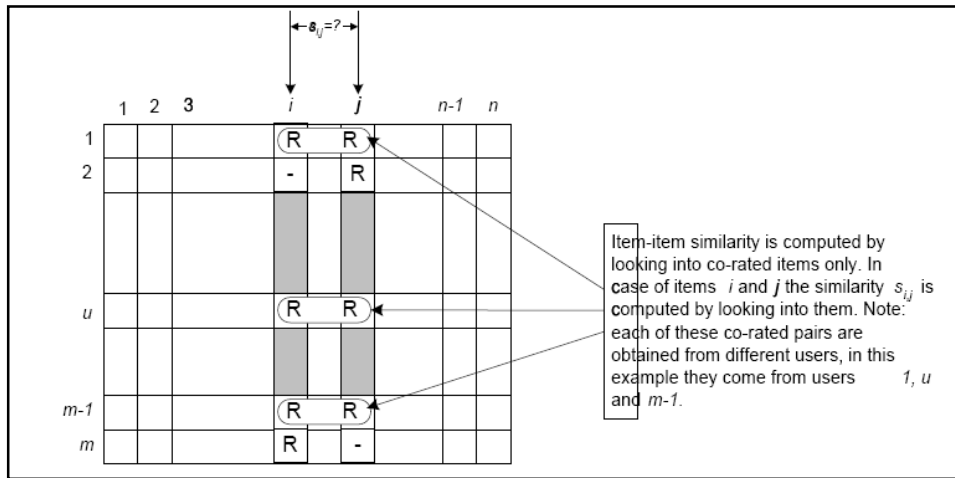 s i,j=?
1 2 3 i j n-1 n
1 R R
2 - R
u R R
m-1 R R
m R -
Item-item similarity is computed by
looking into co-rated items only. In
case of items i and j the similarity s i,j is
computed by looking into them. Note:
each of these co-rated pairs are
obtained from different users, in this
example they come from users 1, u
and m-1.